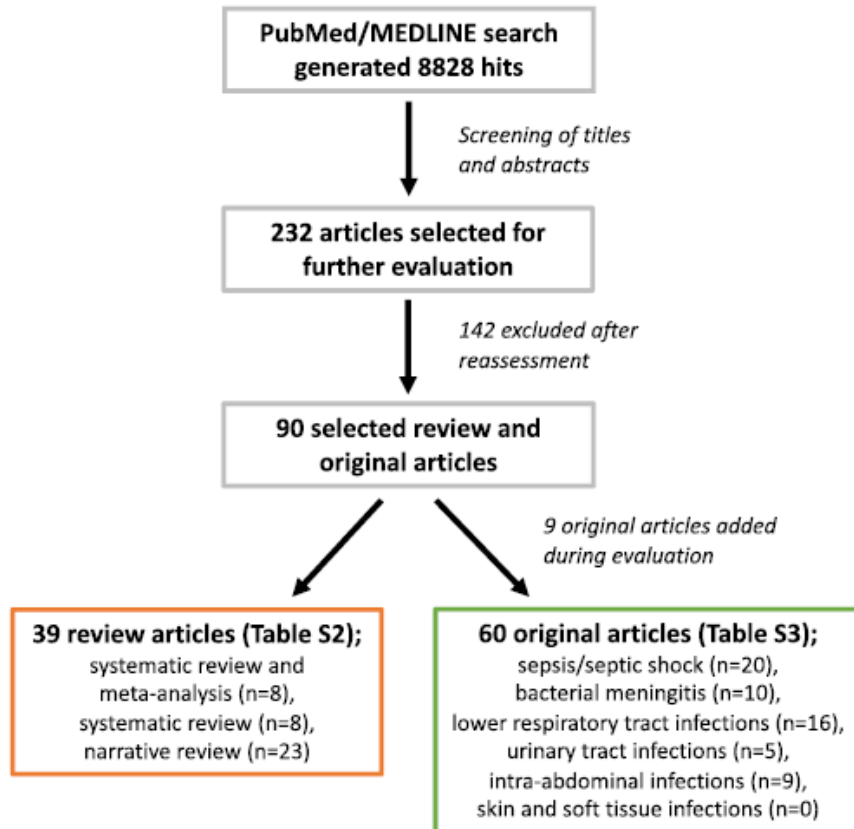 PubMed/MEDLINE search
generated 8828 hits
Screening of titles
and abstracts
232 articles selected for
further evaluation
142 excluded after
reassessment
90 selected review and
original articles
9 original articles added
during evaluation
39 review articles (Table S2);
systematic review and
meta-analysis (n=8),
systematic review (n=8),
narrative review (n=23)
60 original articles (Table S3);
sepsis/septic shock (n=20),
bacterial meningitis (n=10),
lower respiratory tract infections (n=16),
urinary tract infections (n=5),
intra-abdominal infections (n=9),
skin and soft tissue infections (n=0)